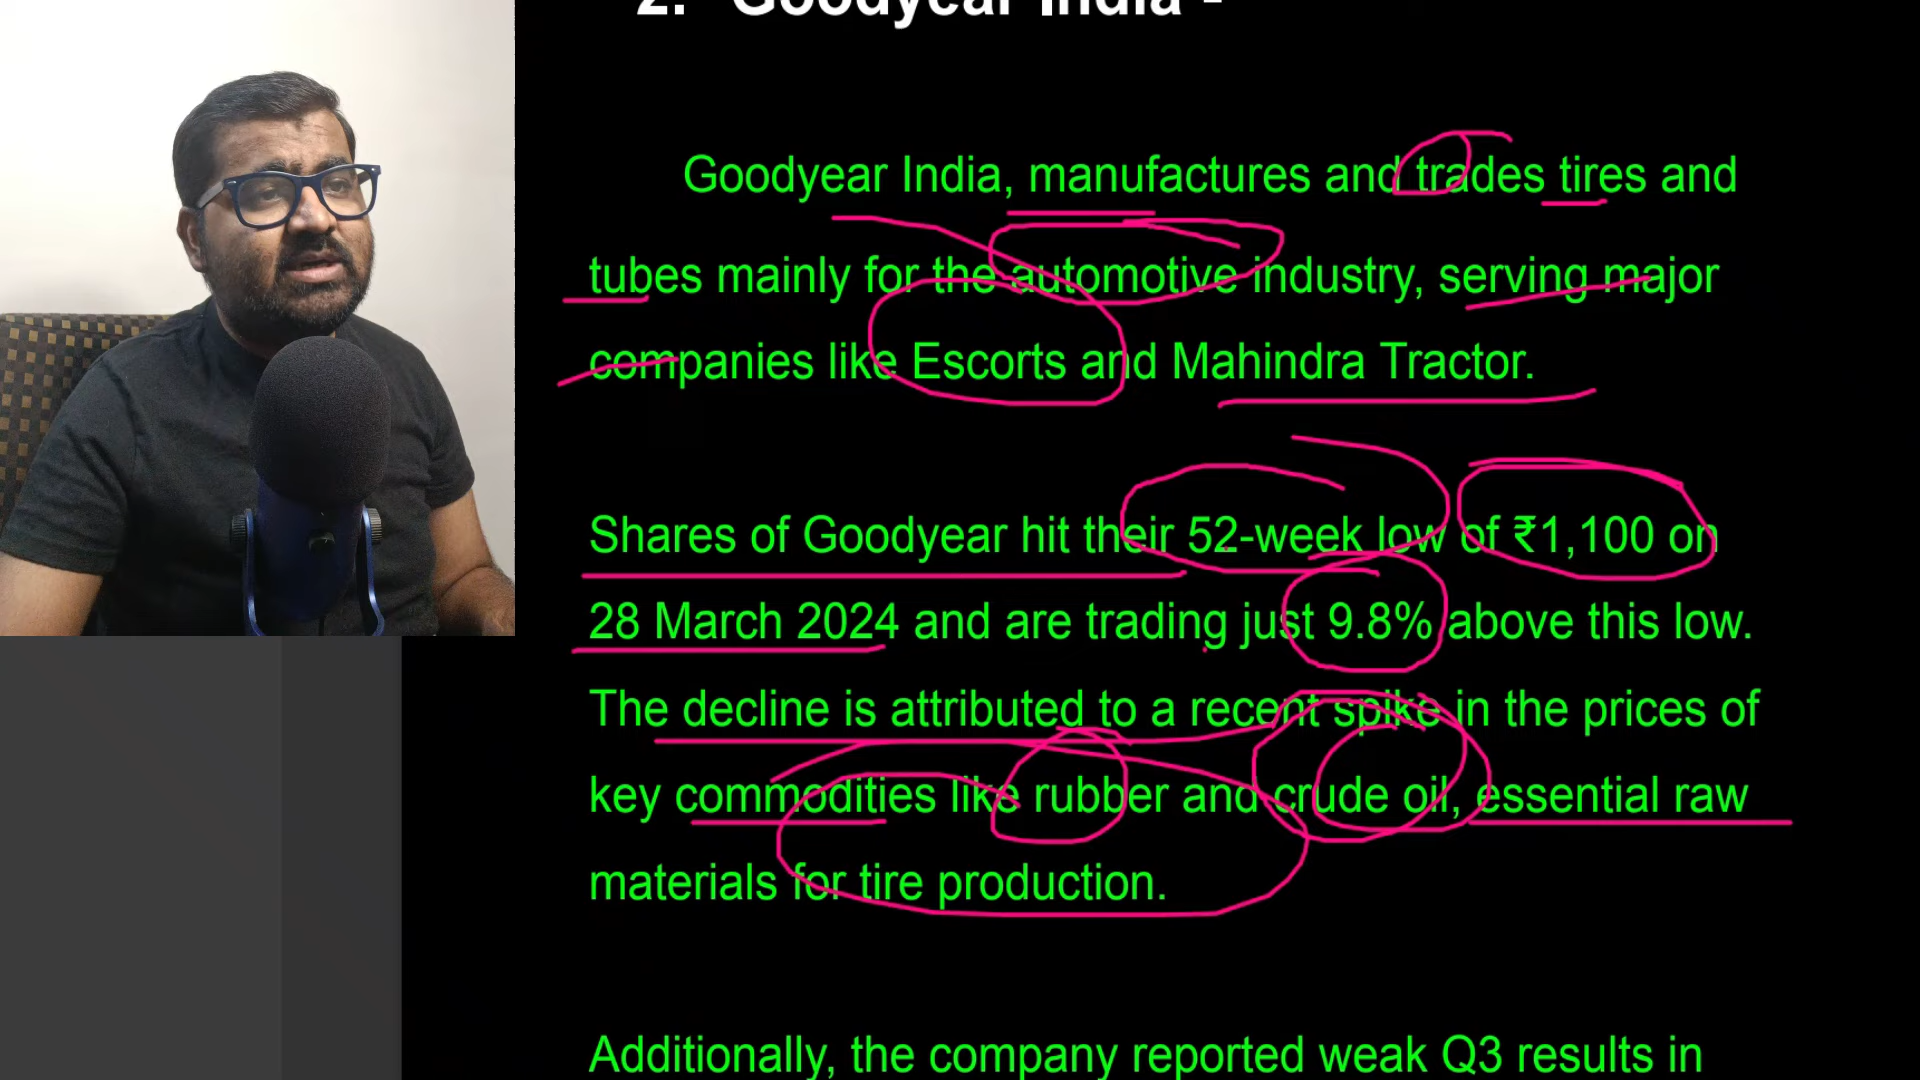 2. Goodyear India -
Goodyear India, manufactures and trades tires and
tubes mainly for the automotive industry, serving major
companies like Escorts and Mahindra Tractor.
Shares of Goodyear hit their 52-week low of ₹1,100 on
28 March 2024 and are trading just 9.8% above this low.
The decline is attributed to a recent spike in the prices of
key commodities like rubber and crude oil, essential raw
materials for tire production.
Additionally, the company reported weak Q3 results in